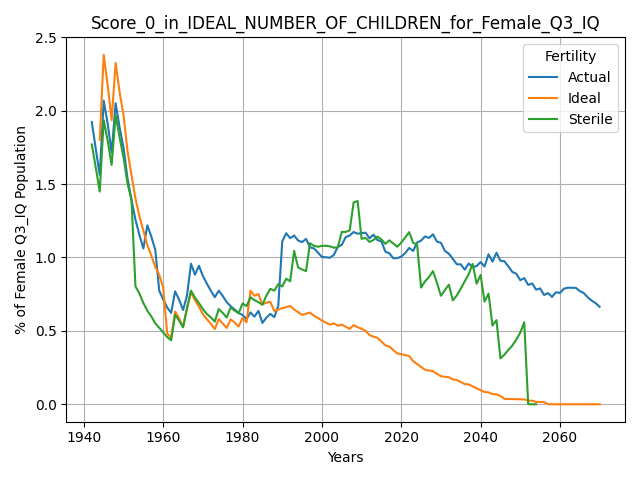 Score_0_in_IDEAL_NUMBER_OF_CHILDREN_for_Female_Q3_IQ
% of Female Q3_IQ Population
2.5
2.0
1.5
1.0
0.5
0.0
Fertility
Actual
Ideal
Sterile
1940 1960 1980 2000 2020 2040 2060
Years